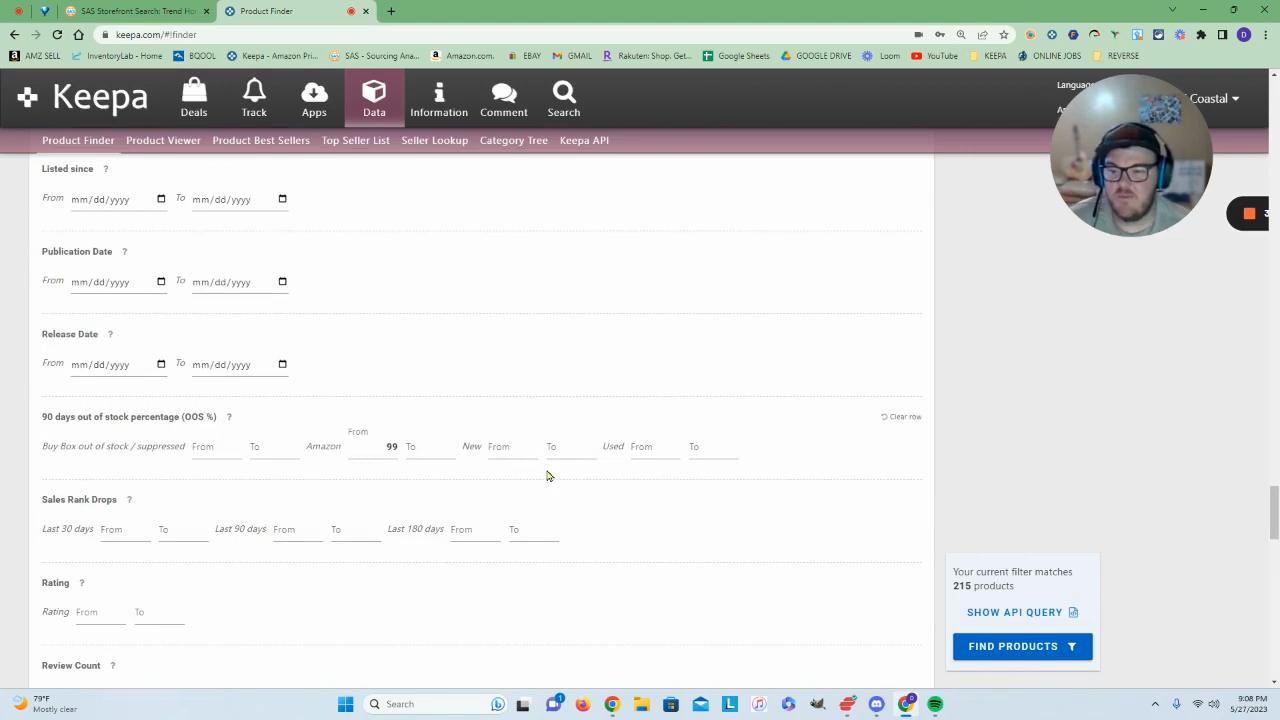 SAS Storefront Search: Tod
Product Finder
keepa.com/#!finder
AMZ SELL
InventoryLab - Home
BQOOL
Keepa - Amazon Pri...
SAS - Sourcing Ana...
Amazon.com
EBAY
GMAIL
Rakuten: Shop. Get...
Google Sheets
GOOGLE DRIVE
Loom
YouTube
KEEPA
ONLINE JOBS
REVERSE
Keepa
Deals
Track
Apps
Data
Information
Comment
Search
Coastal
Product Finder
Product Viewer
Product Best Sellers
Top Seller List
Seller Lookup
Category Tree
Keepa API
Listed since ?
From mm/dd/yyyy To mm/dd/yyyy
Publication Date ?
From mm/dd/yyyy To mm/dd/yyyy
Release Date ?
From mm/dd/yyyy To mm/dd/yyyy
90 days out of stock percentage (OOS %) ?
Clear row
From
Buy Box out of stock / suppressed From To Amazon 99 To New From To Used From To
Sales Rank Drops ?
Last 30 days From To Last 90 days From To Last 180 days From To
Rating ?
Rating From To
Review Count ?
Your current filter matches
215 products
SHOW API QUERY
FIND PRODUCTS
79°F
Mostly clear
Search
9:08 PM
5/27/2023